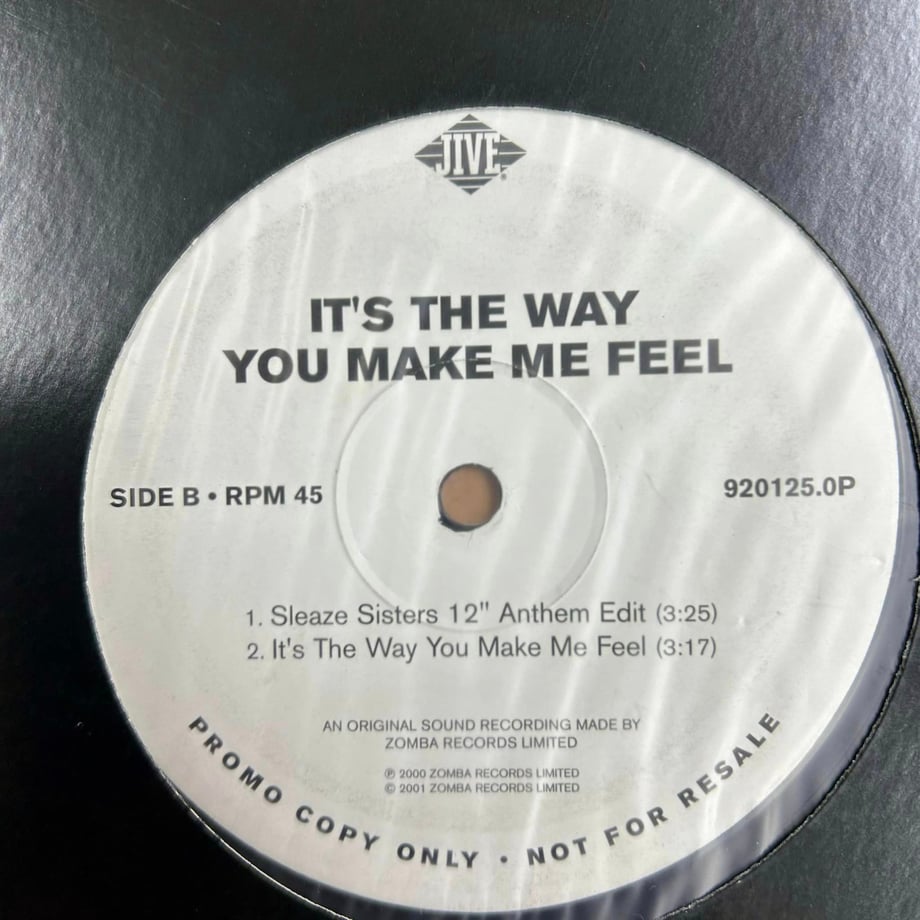 JIVE®
IT'S THE WAY
YOU MAKE ME FEEL
SIDE B • RPM 45
920125.0P
1. Sleaze Sisters 12" Anthem Edit (3:25)
2. It's The Way You Make Me Feel (3:17)
AN ORIGINAL SOUND RECORDING MADE BY
ZOMBA RECORDS LIMITED
℗ 2000 ZOMBA RECORDS LIMITED
© 2001 ZOMBA RECORDS LIMITED
PROMO COPY ONLY • NOT FOR RESALE